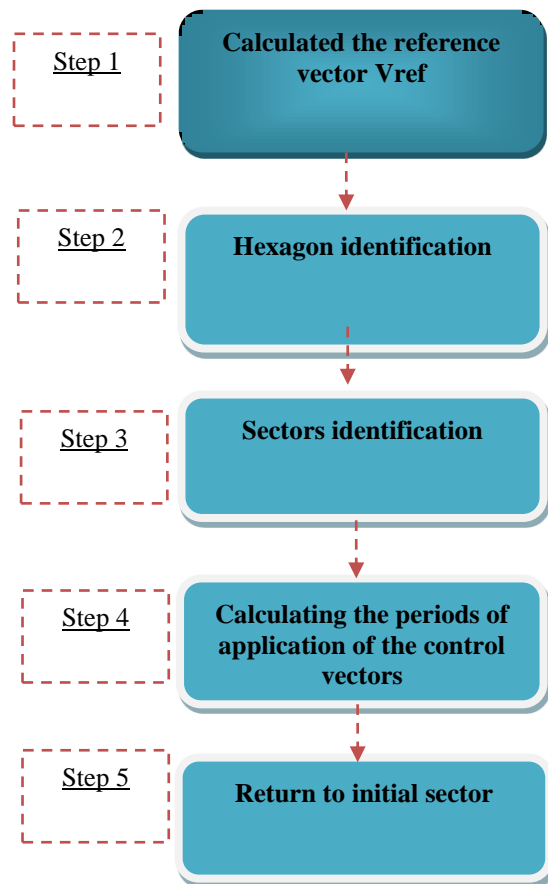 Step 1
Calculated the reference
vector Vref
Step 2
Hexagon identification
Step 3
Sectors identification
Step 4
Calculating the periods of
application of the control
vectors
Step 5
Return to initial sector